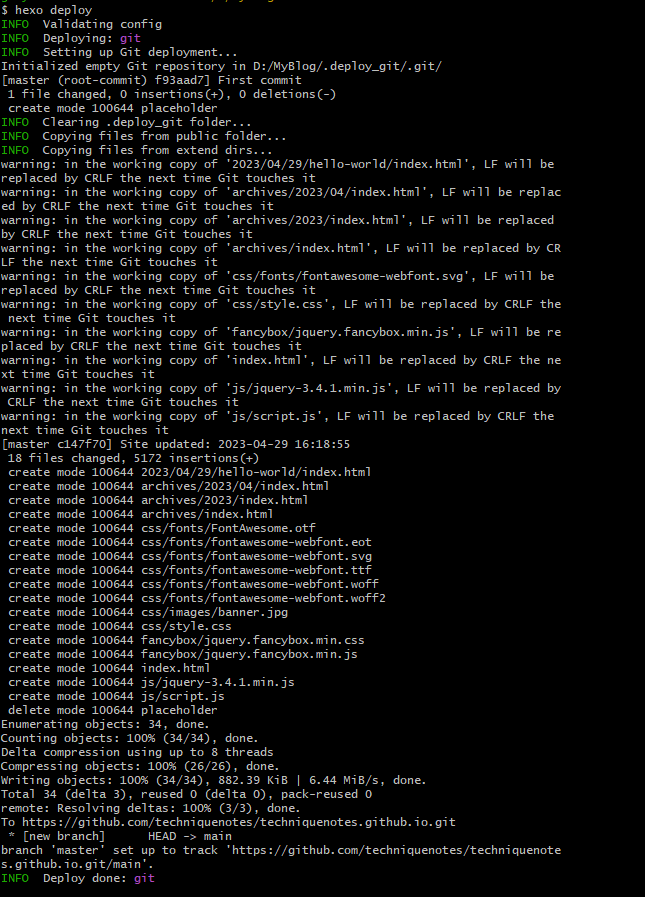 $ hexo deploy
INFO  Validating config
INFO  Deploying: git
INFO  Setting up Git deployment...
Initialized empty Git repository in D:/MyBlog/.deploy_git/.git/
[master (root-commit) f93aad7] First commit
 1 file changed, 0 insertions(+), 0 deletions(-)
 create mode 100644 placeholder
INFO  Clearing .deploy_git folder...
INFO  Copying files from public folder...
INFO  Copying files from extend dirs...
warning: in the working copy of '2023/04/29/hello-world/index.html', LF will be
replaced by CRLF the next time Git touches it
warning: in the working copy of 'archives/2023/04/index.html', LF will be replac
ed by CRLF the next time Git touches it
warning: in the working copy of 'archives/2023/index.html', LF will be replaced
by CRLF the next time Git touches it
warning: in the working copy of 'archives/index.html', LF will be replaced by CR
LF the next time Git touches it
warning: in the working copy of 'css/fonts/fontawesome-webfont.svg', LF will be
replaced by CRLF the next time Git touches it
warning: in the working copy of 'css/style.css', LF will be replaced by CRLF the
 next time Git touches it
warning: in the working copy of 'fancybox/jquery.fancybox.min.js', LF will be re
placed by CRLF the next time Git touches it
warning: in the working copy of 'index.html', LF will be replaced by CRLF the ne
xt time Git touches it
warning: in the working copy of 'js/jquery-3.4.1.min.js', LF will be replaced by
 CRLF the next time Git touches it
warning: in the working copy of 'js/script.js', LF will be replaced by CRLF the
next time Git touches it
[master c147f70] Site updated: 2023-04-29 16:18:55
 18 files changed, 5172 insertions(+)
 create mode 100644 2023/04/29/hello-world/index.html
 create mode 100644 archives/2023/04/index.html
 create mode 100644 archives/2023/index.html
 create mode 100644 archives/index.html
 create mode 100644 css/fonts/FontAwesome.otf
 create mode 100644 css/fonts/fontawesome-webfont.eot
 create mode 100644 css/fonts/fontawesome-webfont.svg
 create mode 100644 css/fonts/fontawesome-webfont.ttf
 create mode 100644 css/fonts/fontawesome-webfont.woff
 create mode 100644 css/fonts/fontawesome-webfont.woff2
 create mode 100644 css/images/banner.jpg
 create mode 100644 css/style.css
 create mode 100644 fancybox/jquery.fancybox.min.css
 create mode 100644 fancybox/jquery.fancybox.min.js
 create mode 100644 index.html
 create mode 100644 js/jquery-3.4.1.min.js
 create mode 100644 js/script.js
 delete mode 100644 placeholder
Enumerating objects: 34, done.
Counting objects: 100% (34/34), done.
Delta compression using up to 8 threads
Compressing objects: 100% (26/26), done.
Writing objects: 100% (34/34), 882.39 KiB | 6.44 MiB/s, done.
Total 34 (delta 3), reused 0 (delta 0), pack-reused 0
remote: Resolving deltas: 100% (3/3), done.
To https://github.com/techniquenotes/techniquenotes.github.io.git
 * [new branch]      HEAD -> main
branch 'master' set up to track 'https://github.com/techniquenotes/techniquenote
s.github.io.git/main'.
INFO  Deploy done: git